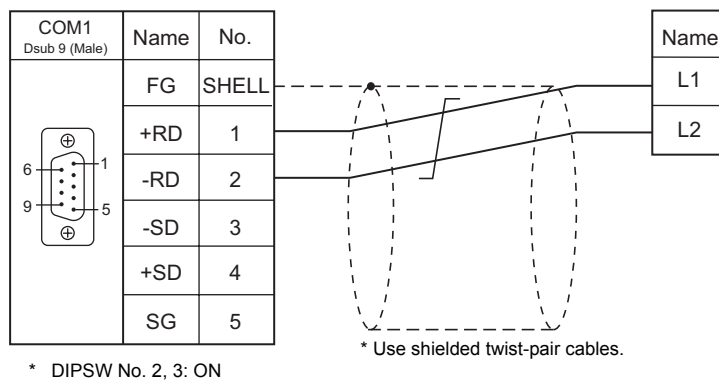 COM1
Dsub 9 (Male)
Name No.
FG SHELL
+RD 1
-RD 2
-SD 3
+SD 4
SG 5
6
1
9
5
Name
L1
L2
* Use shielded twist-pair cables.
* DIPSW No. 2, 3: ON